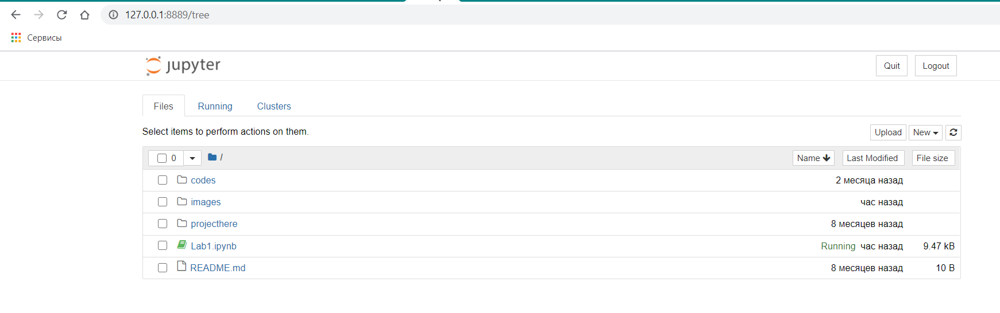 127.0.0.1:8889/tree
Сервисы
jupyter
Quit Logout
Files Running Clusters
Select items to perform actions on them.
Upload New
0 / Name Last Modified File size
codes 2 месяца назад
images час назад
projecthere 8 месяцев назад
Lab1.ipynb Running час назад 9.47 kB
README.md 8 месяцев назад 10 B